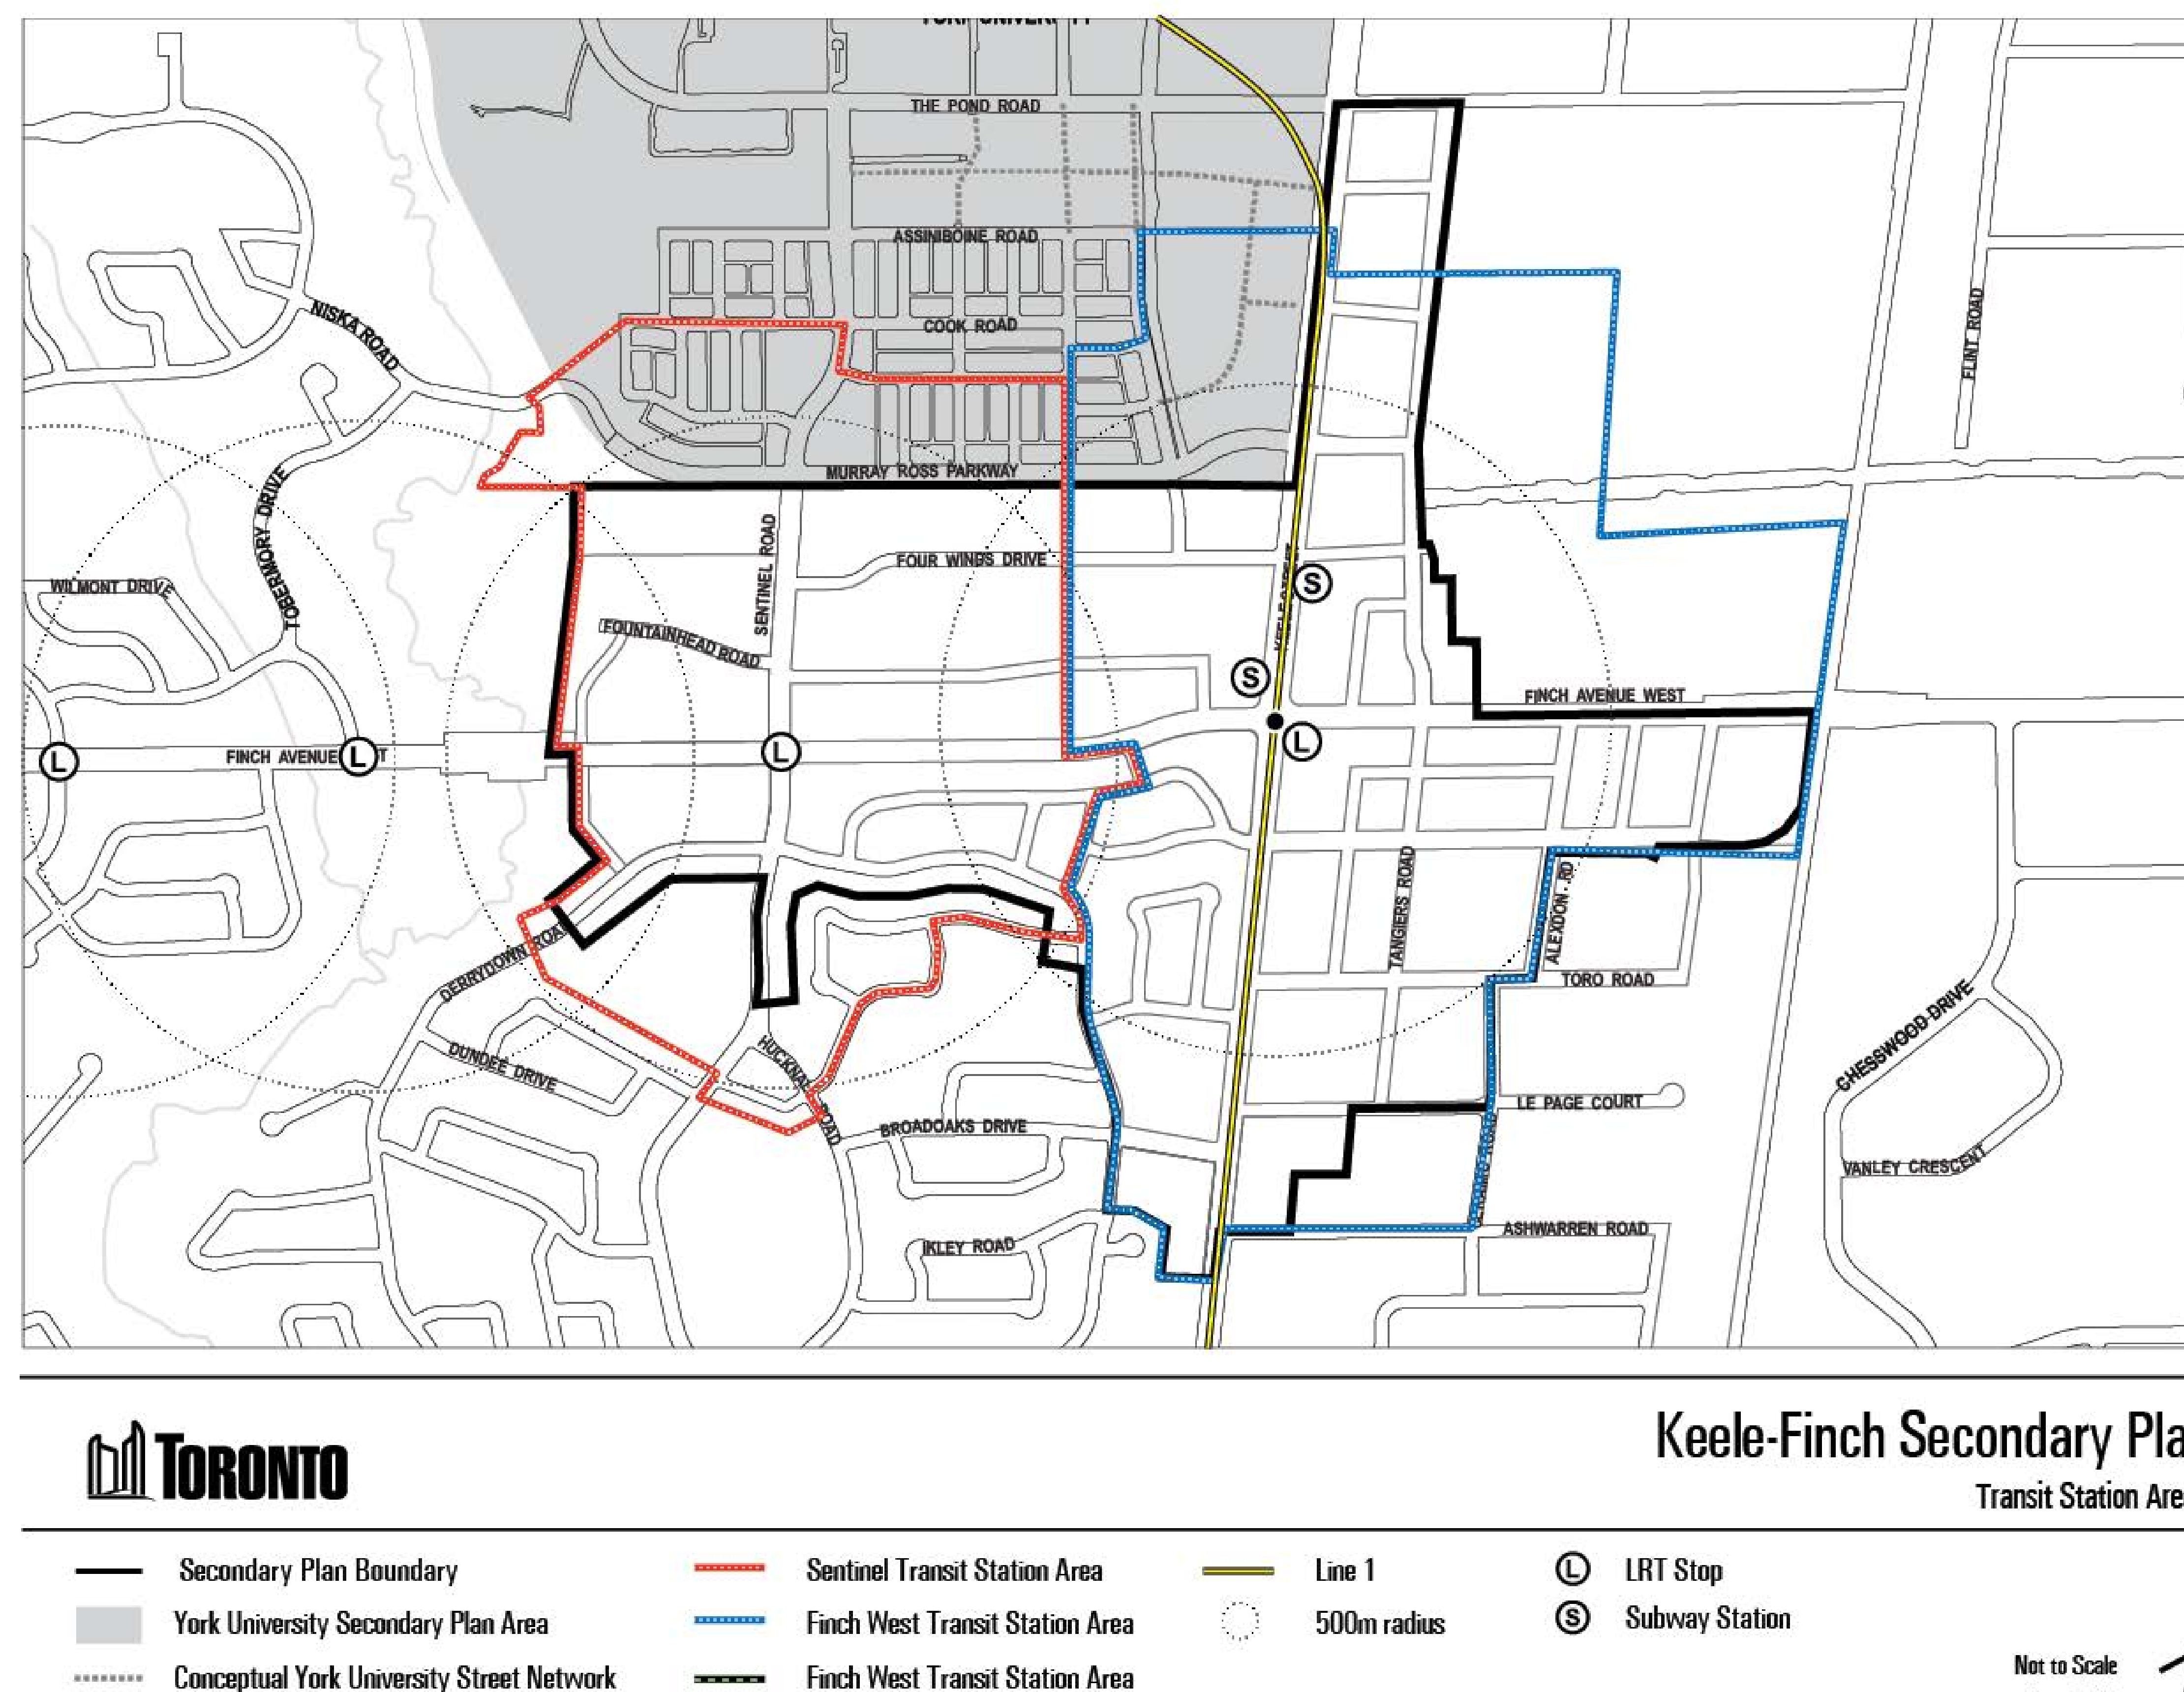 YORK UNIVERSITY
THE POND ROAD
ASSINIBOINE ROAD
NISKA ROAD
COOK ROAD
FLINT ROAD
MURRAY ROSS PARKWAY
TOBERMORY DRIVE
SENTINEL ROAD
FOUR WINDS DRIVE
KEELE STREET
S
WILMONT DRIVE
FOUNTAINHEAD ROAD
S
FINCH AVENUE WEST
L
FINCH AVENUE
L
T
L
L
TANGIERS ROAD
ALEXDON RD
DERRYDOWN ROAD
TORO ROAD
CHESSWOOD DRIVE
DUNDEE DRIVE
HUCKNALL ROAD
LE PAGE COURT
BROADOAKS DRIVE
ROAD
VANLEY CRESCENT
IKLEY ROAD
ASHWARREN ROAD
TORONTO
Keele-Finch Secondary Pla
Transit Station Are
Secondary Plan Boundary
Sentinel Transit Station Area
Line 1
L LRT Stop
York University Secondary Plan Area
Finch West Transit Station Area
500m radius
S Subway Station
Conceptual York University Street Network
Finch West Transit Station Area
Not to Scale